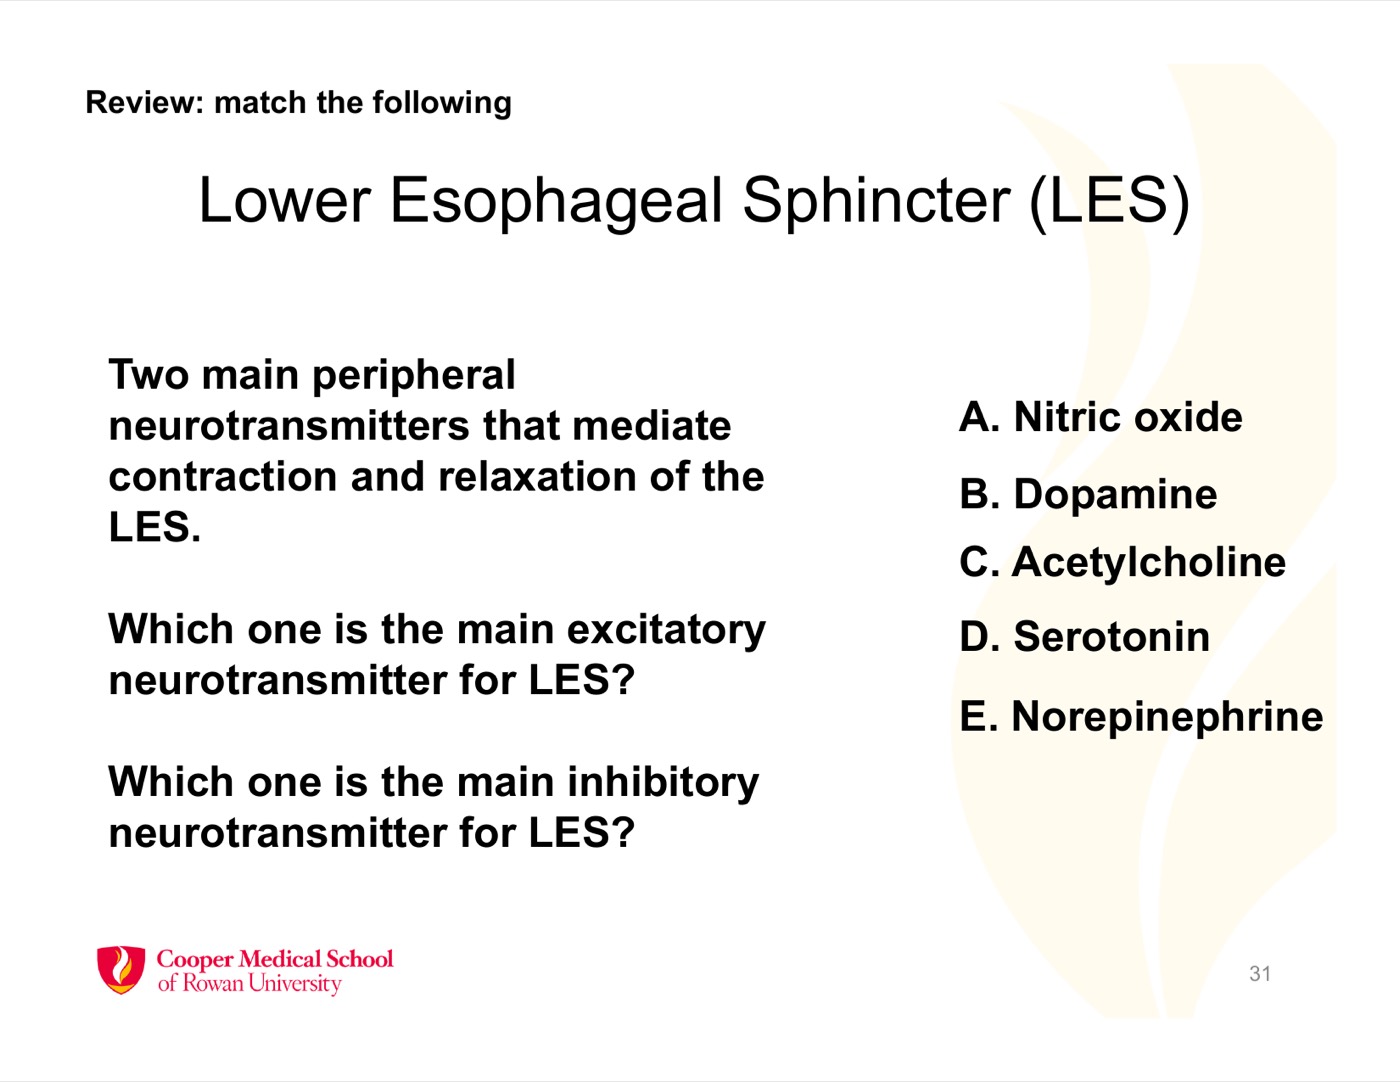 Review: match the following
Lower Esophageal Sphincter (LES)
Two main peripheral
neurotransmitters that mediate
contraction and relaxation of the
LES.
Which one is the main excitatory
neurotransmitter for LES?
Which one is the main inhibitory
neurotransmitter for LES?
A. Nitric oxide
B. Dopamine
C. Acetylcholine
D. Serotonin
E. Norepinephrine
Cooper Medical School
of Rowan University
31